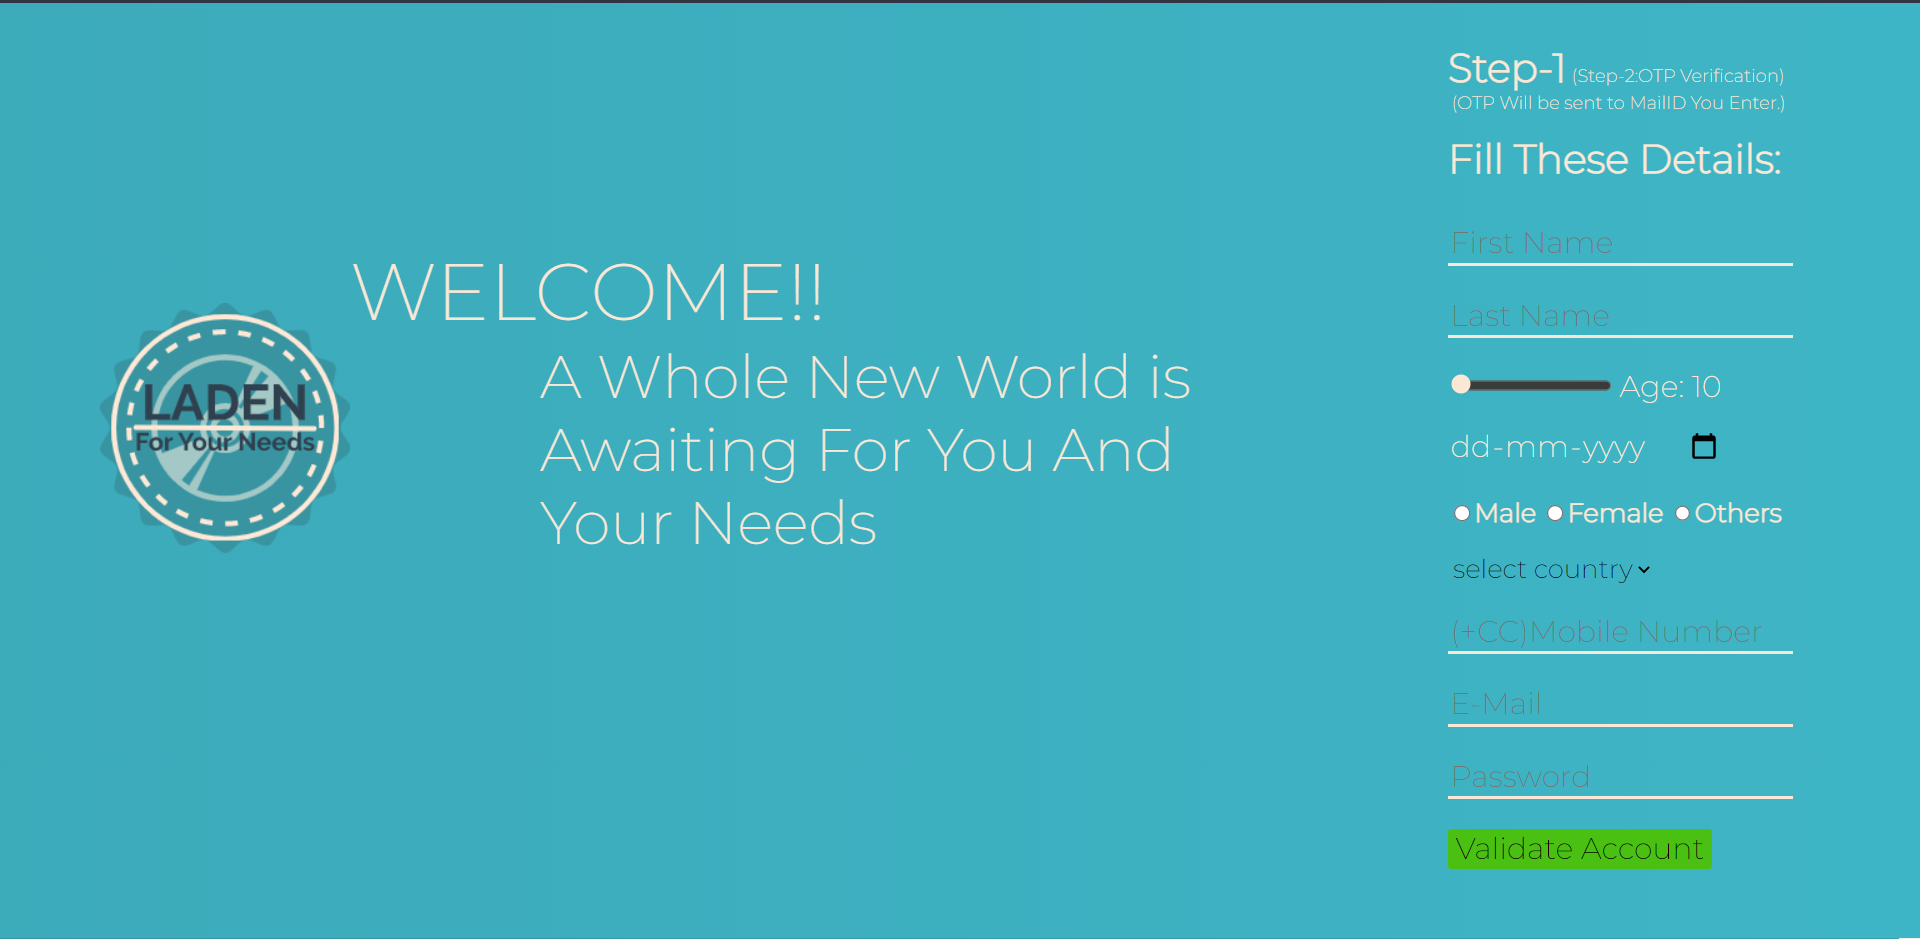 LADEN
For Your Needs
WELCOME!!
A Whole New World is
Awaiting For You And
Your Needs
Step-1 (Step-2:OTP Verification)
(OTP Will be sent to MailID You Enter.)
Fill These Details:
First Name
Last Name
Age: 10
dd-mm-yyyy
Male Female Others
select country
(+CC)Mobile Number
E-Mail
Password
Validate Account